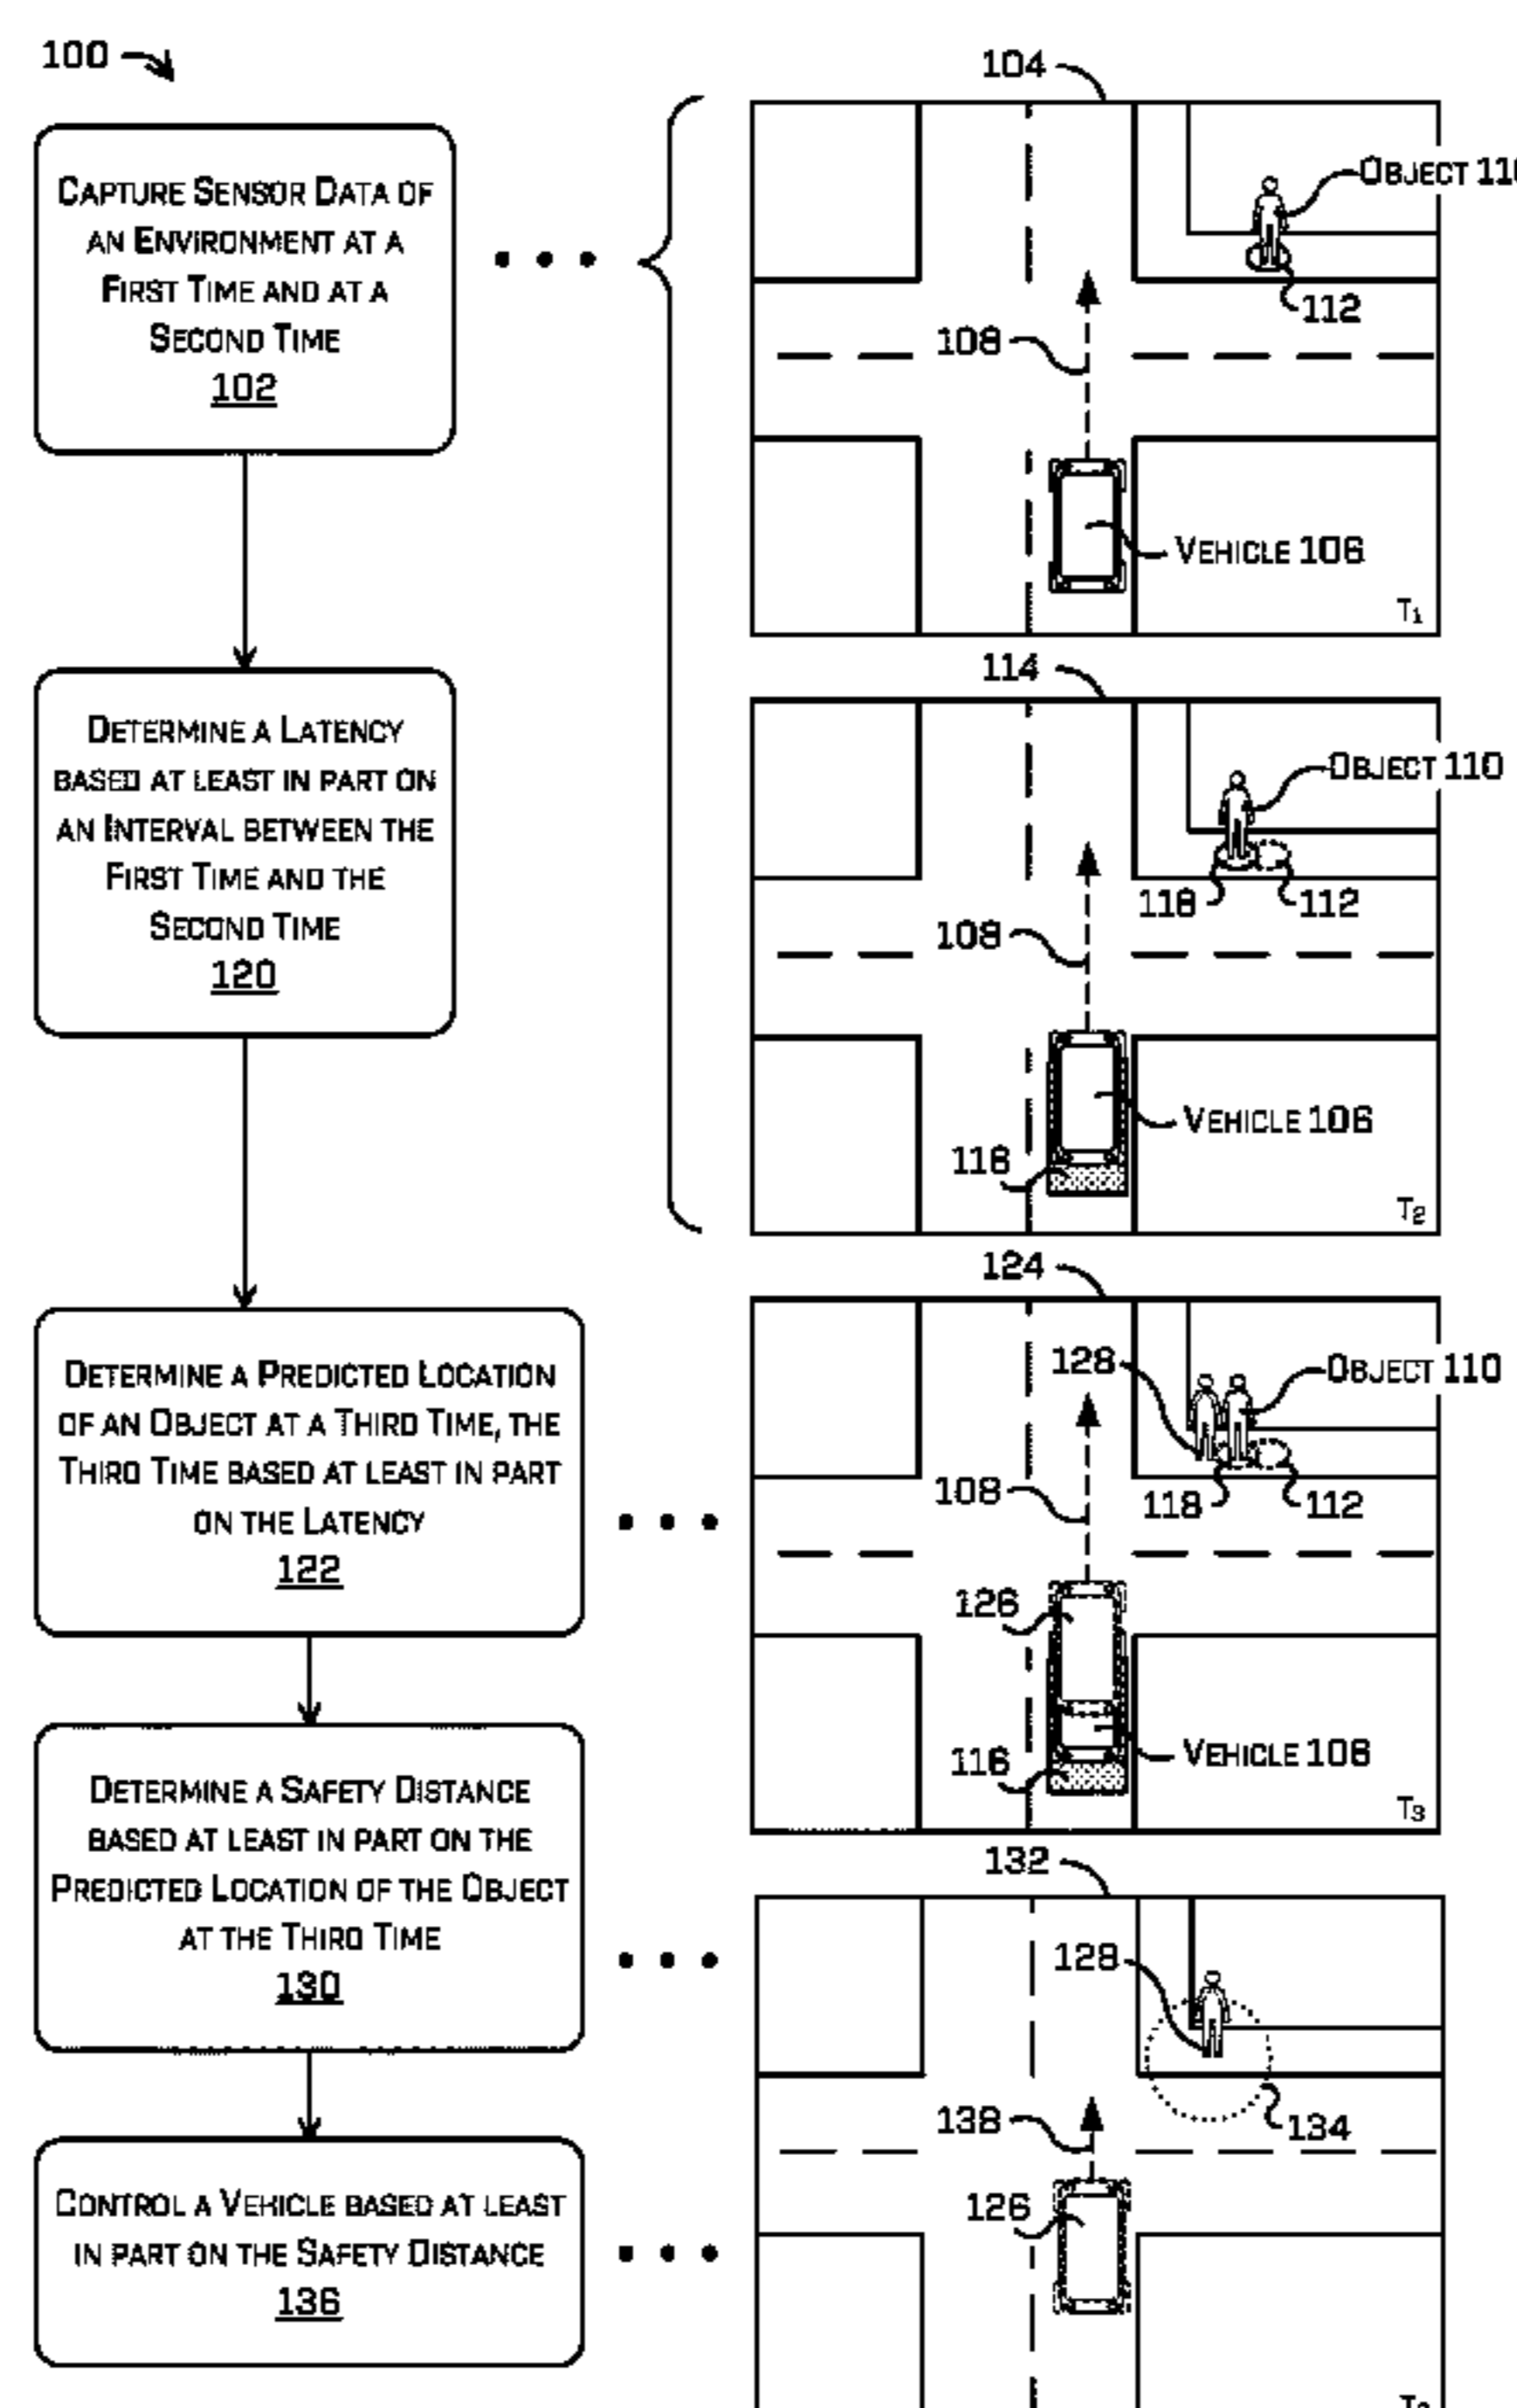 100
CAPTURE SENSOR DATA OF
AN ENVIRONMENT AT A
FIRST TIME AND AT A
SECOND TIME
102
104
OBJECT 110
112
108
VEHICLE 106
T1
DETERMINE A LATENCY
BASED AT LEAST IN PART ON
AN INTERVAL BETWEEN THE
FIRST TIME AND THE
SECOND TIME
120
114
OBJECT 110
118
112
108
VEHICLE 106
116
T2
DETERMINE A PREDICTED LOCATION
OF AN OBJECT AT A THIRD TIME, THE
THIRD TIME BASED AT LEAST IN PART
ON THE LATENCY
122
124
128
OBJECT 110
118
112
108
126
VEHICLE 106
116
T3
DETERMINE A SAFETY DISTANCE
BASED AT LEAST IN PART ON THE
PREDICTED LOCATION OF THE OBJECT
AT THE THIRD TIME
130
132
128
134
138
126
CONTROL A VEHICLE BASED AT LEAST
IN PART ON THE SAFETY DISTANCE
136